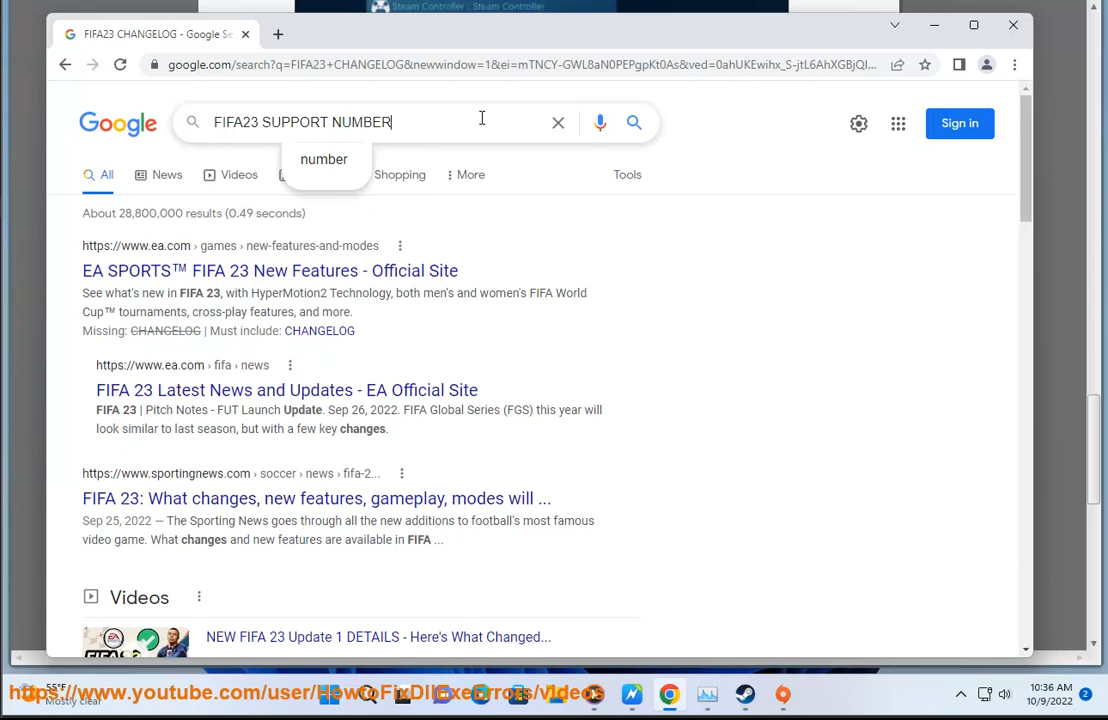 Steam Controller : Steam Controller
FIFA23 CHANGELOG - Google Se
google.com/search?q=FIFA23+CHANGELOG&newwindow=1&ei=mTNCY-GWL8aN0PEPgpKt0As&ved=0ahUKEwihx_S-jtL6AhXGBjQI...
Google
FIFA23 SUPPORT NUMBER
Sign in
number
All
News
Videos
Shopping
More
Tools
About 28,800,000 results (0.49 seconds)
https://www.ea.com › games › new-features-and-modes
EA SPORTS™ FIFA 23 New Features - Official Site
See what's new in FIFA 23, with HyperMotion2 Technology, both men's and women's FIFA World
Cup™ tournaments, cross-play features, and more.
Missing: CHANGELOG | Must include: CHANGELOG
https://www.ea.com › fifa › news
FIFA 23 Latest News and Updates - EA Official Site
FIFA 23 | Pitch Notes - FUT Launch Update. Sep 26, 2022. FIFA Global Series (FGS) this year will
look similar to last season, but with a few key changes.
https://www.sportingnews.com › soccer › news › fifa-2...
FIFA 23: What changes, new features, gameplay, modes will ...
Sep 25, 2022 — The Sporting News goes through all the new additions to football's most famous
video game. What changes and new features are available in FIFA ...
Videos
NEW FIFA 23 Update 1 DETAILS - Here's What Changed...
55°F
Mostly clear
https://www.youtube.com/user/HowtoFixDllExeErrors/videos
10:36 AM
10/9/2022
2